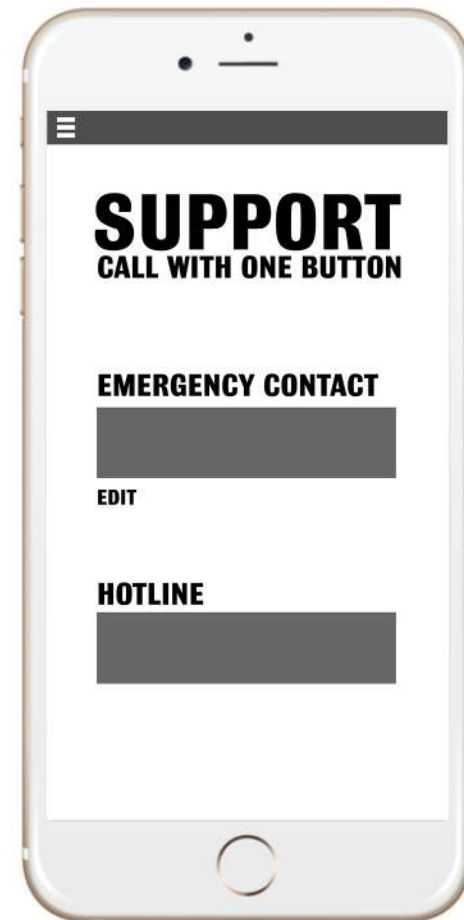 SUPPORT
CALL WITH ONE BUTTON
EMERGENCY CONTACT
EDIT
HOTLINE